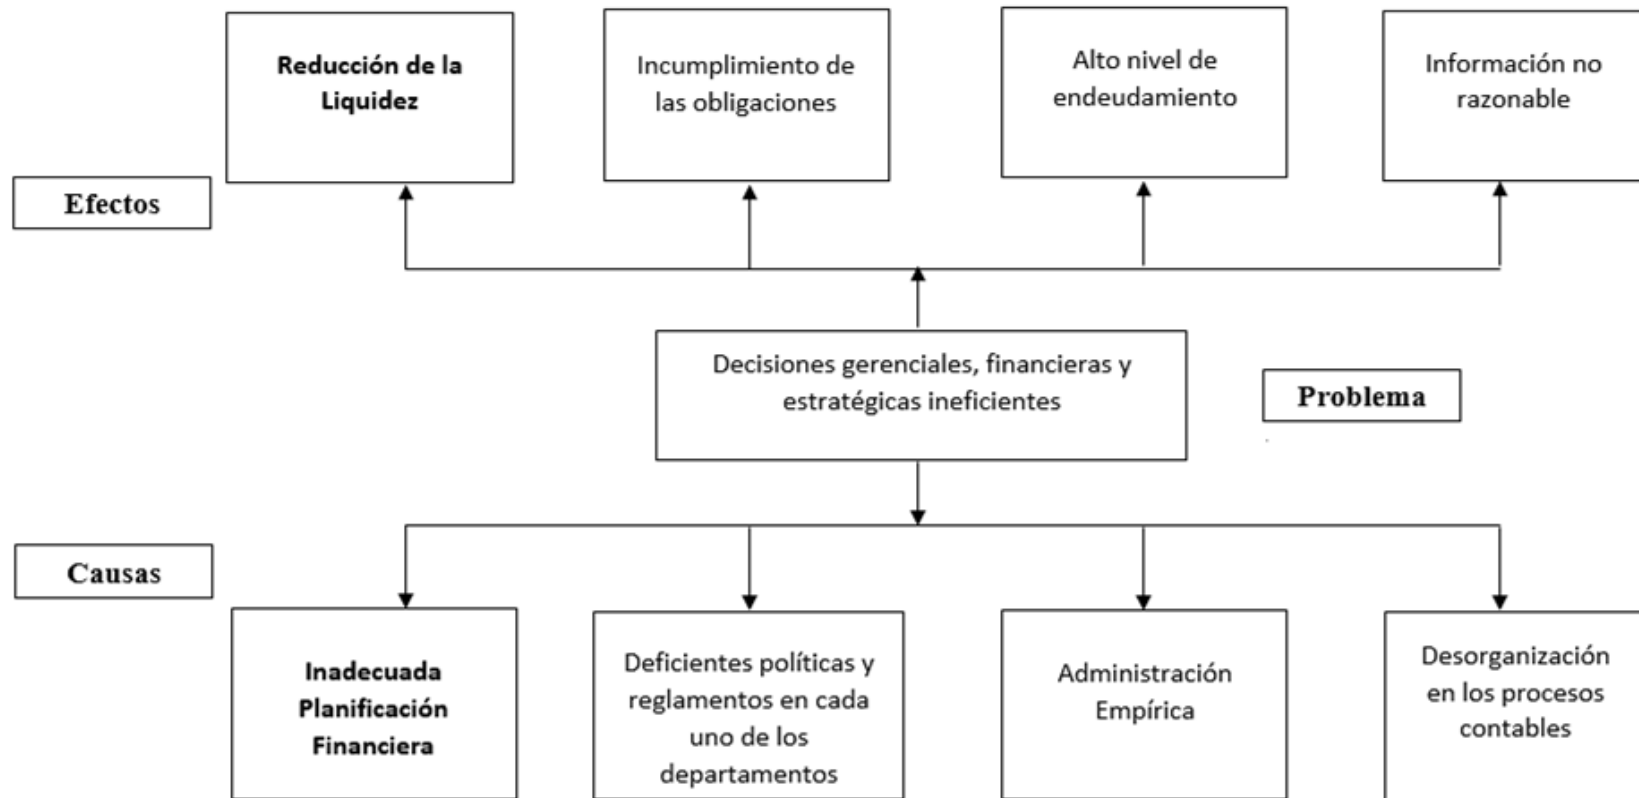 Reducción de la
Liquidez
Incumplimiento de
las obligaciones
Alto nivel de
endeudamiento
Información no
razonable
Efectos
Decisiones gerenciales, financieras y
estratégicas ineficientes
Problema
Causas
Inadecuada
Planificación
Financiera
Deficientes políticas y
reglamentos en cada
uno de los
departamentos
Administración
Empírica
Desorganización
en los procesos
contables